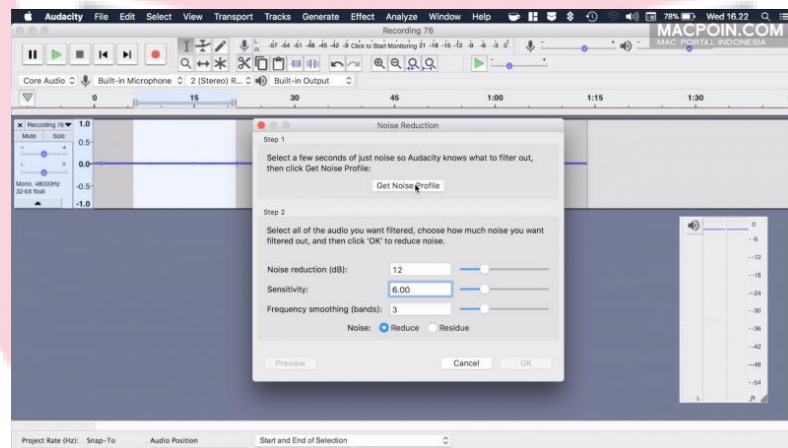 Audacity File Edit Select View Transport Tracks Generate Effect Analyze Window Help 78% Wed 16.22
Recording 76
MACPOIN.COM
MAC PORTAL INDONESIA
Click to Start Monitoring
Core Audio Built-in Microphone 2 (Stereo) R... Built-in Output
0 15 30 45 1:00 1:15 1:30
Recording 76 1.0
Mute Solo
0.5
L R 0.0
Mono, 48000Hz
32-bit float
-0.5
-1.0
Noise Reduction
Step 1
Select a few seconds of just noise so Audacity knows what to filter out,
then click Get Noise Profile:
Get Noise Profile
Step 2
Select all of the audio you want filtered, choose how much noise you want
filtered out, and then click 'OK' to reduce noise.
Noise reduction (dB): 12
Sensitivity: 6.00
Frequency smoothing (bands): 3
Noise: Reduce Residue
Preview Cancel OK
0
-6
-12
-18
-24
-30
-36
-42
-48
-54
L R
Project Rate (Hz): Snap-To Audio Position Start and End of Selection